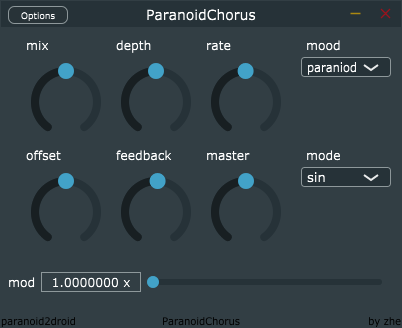 Options ParanoidChorus
mix depth rate mood
paraniod
offset feedback master mode
sin
mod 1.0000000 x
paranoid2droid ParanoidChorus by zhe